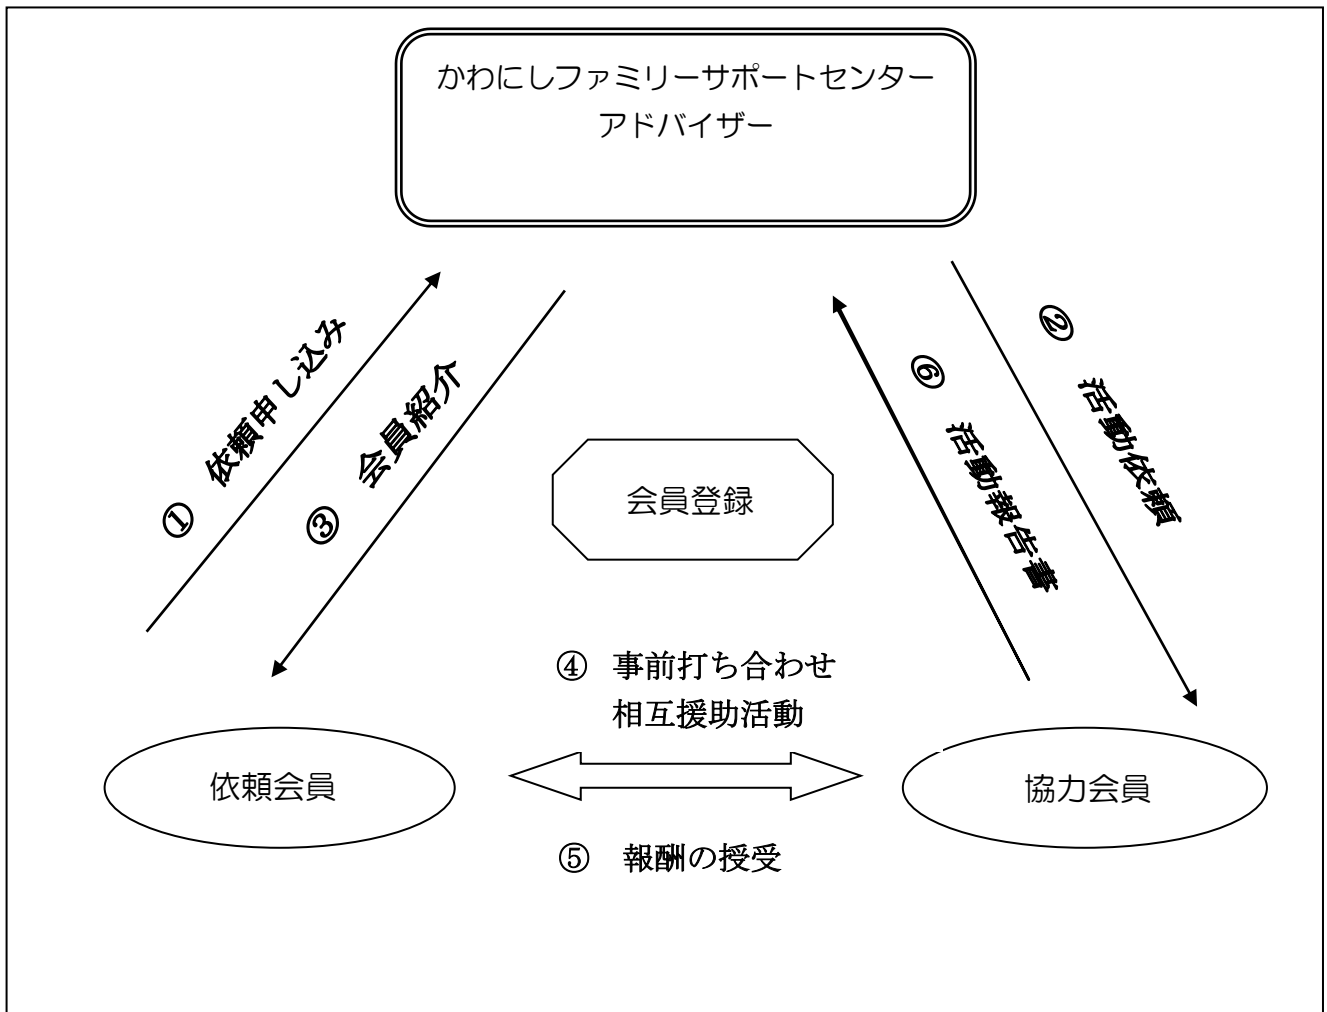 かわにしファミリーサポートセンター
アドバイザー
① 依頼申し込み
③ 会員紹介
② 活動依頼
⑥ 活動報告書
会員登録
④ 事前打ち合わせ
相互援助活動
依頼会員
協力会員
⑤ 報酬の授受